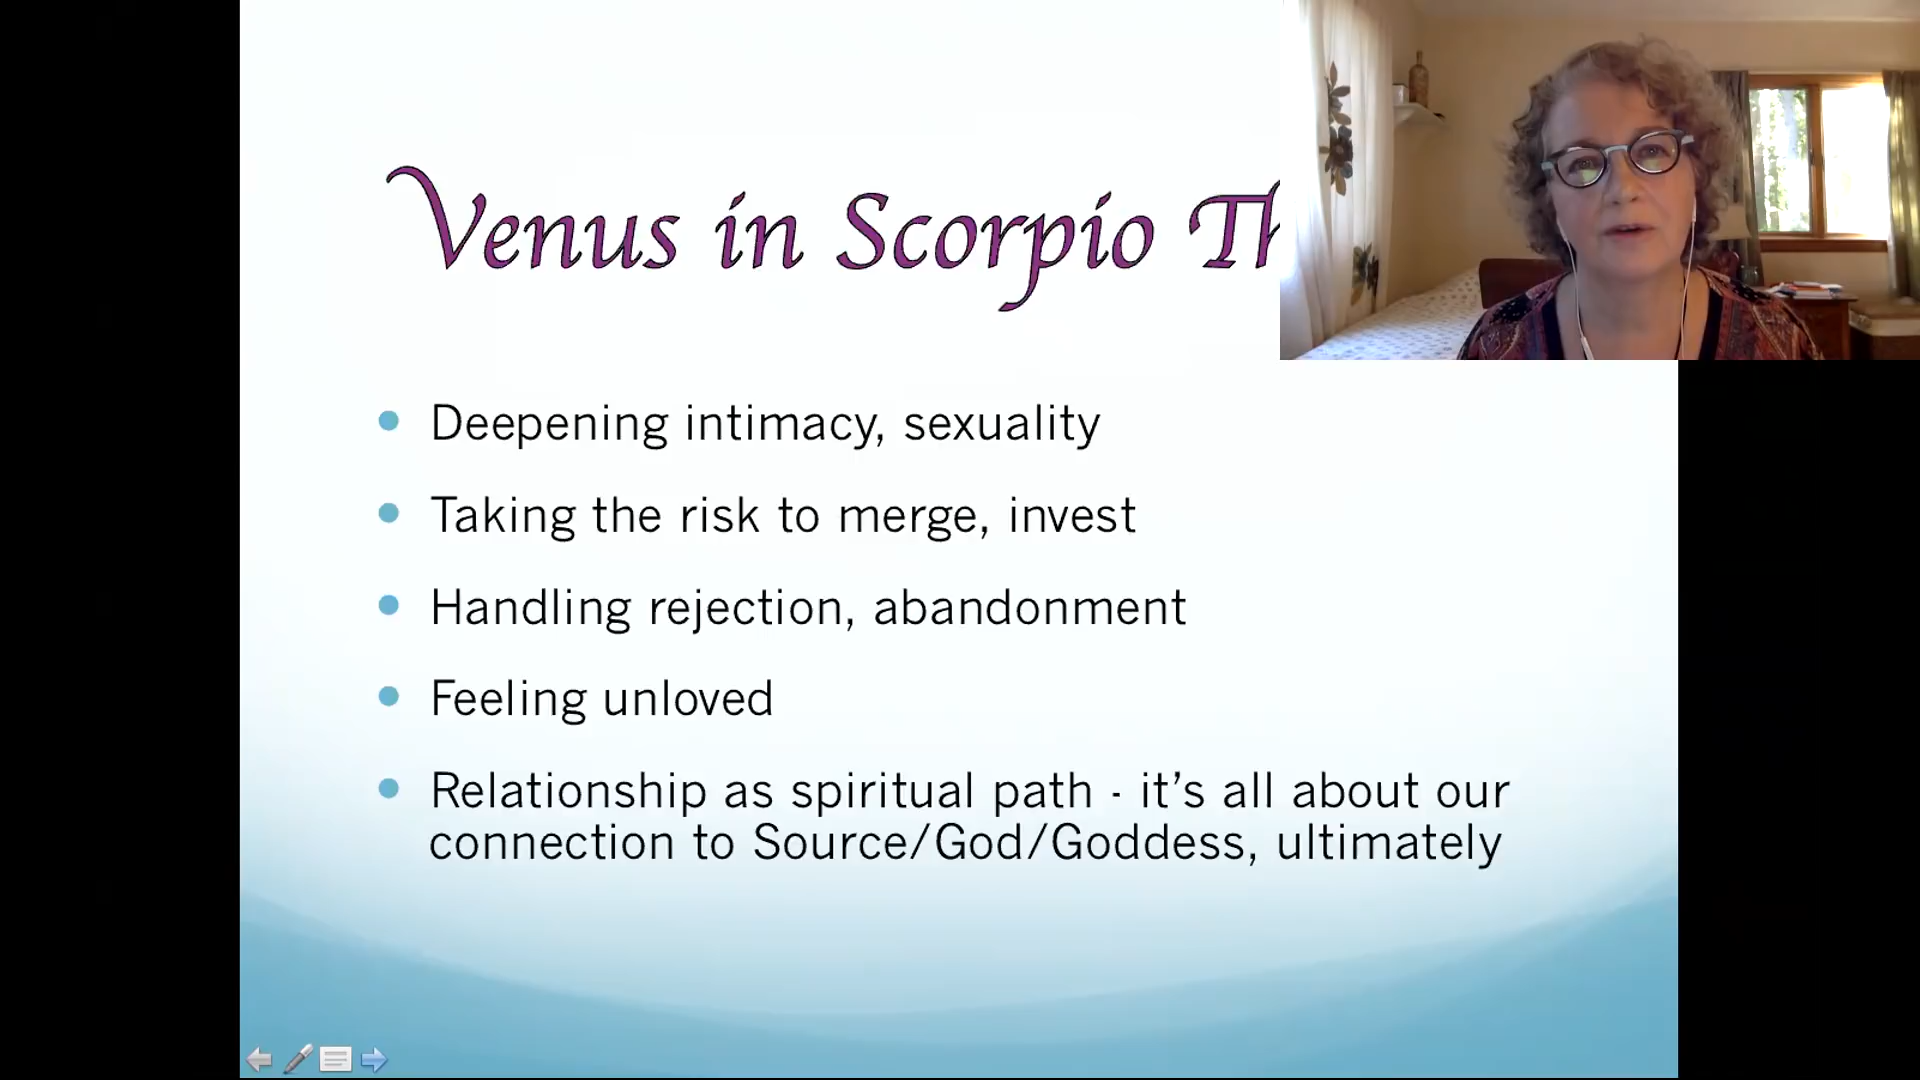 Venus in Scorpio Th
Deepening intimacy, sexuality
Taking the risk to merge, invest
Handling rejection, abandonment
Feeling unloved
Relationship as spiritual path - it's all about our
connection to Source/God/Goddess, ultimately